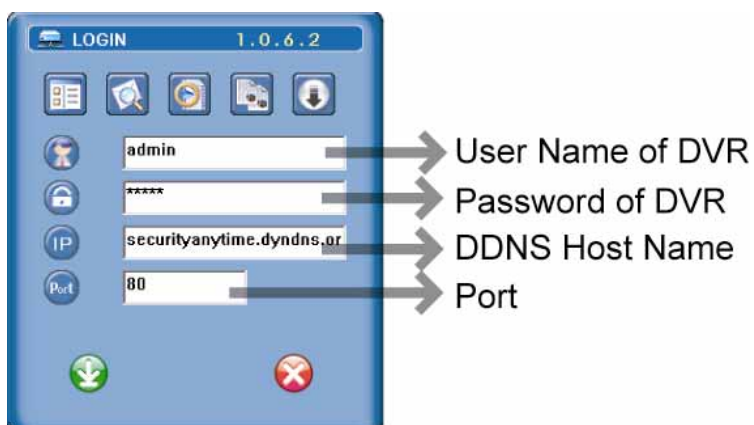 LOGIN 1.0.6.2
admin
User Name of DVR
*****
Password of DVR
IP
securityanytime.dyndns.or
DDNS Host Name
Port
80
Port